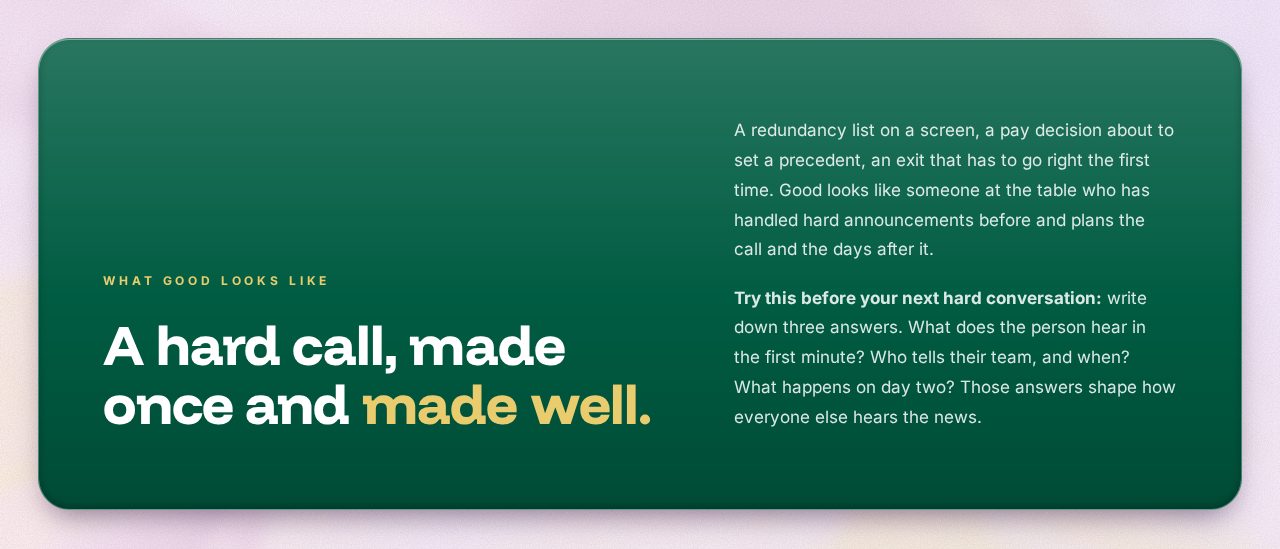 WHAT GOOD LOOKS LIKE
A hard call, made
once and made well.
A redundancy list on a screen, a pay decision about to
set a precedent, an exit that has to go right the first
time. Good looks like someone at the table who has
handled hard announcements before and plans the
call and the days after it.
Try this before your next hard conversation: write
down three answers. What does the person hear in
the first minute? Who tells their team, and when?
What happens on day two? Those answers shape how
everyone else hears the news.